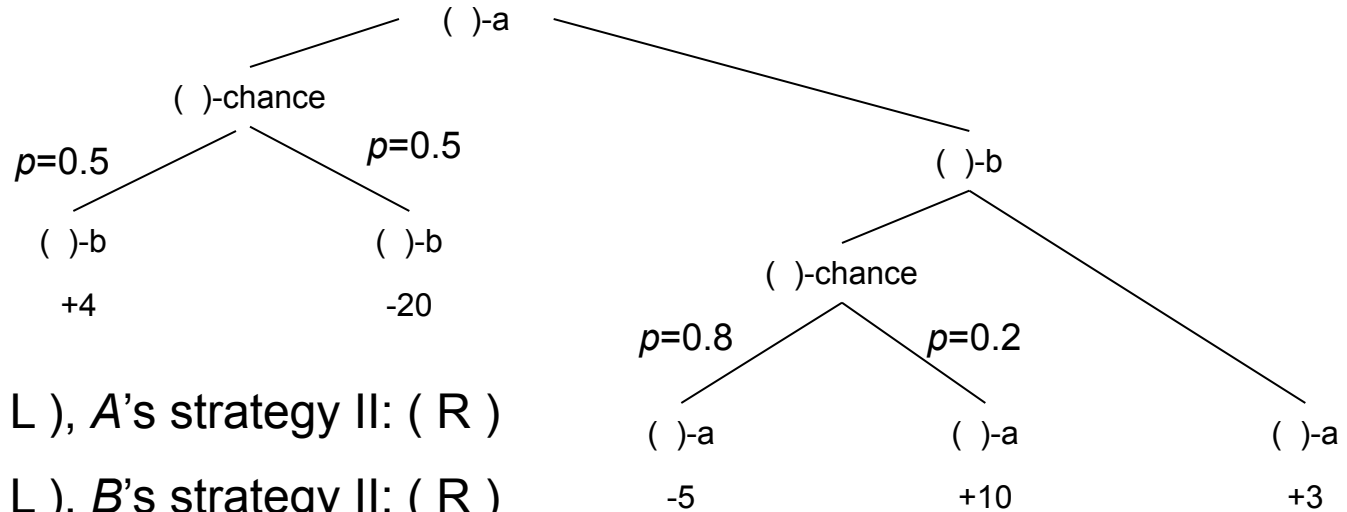 ( )-a
( )-chance
p=0.5
p=0.5
( )-b
( )-b
( )-b
( )-chance
+4
-20
p=0.8
p=0.2
L ), A’s strategy II: ( R )
( )-a
( )-a
( )-a
L ), B’s strategy II: ( R )
-5
+10
+3